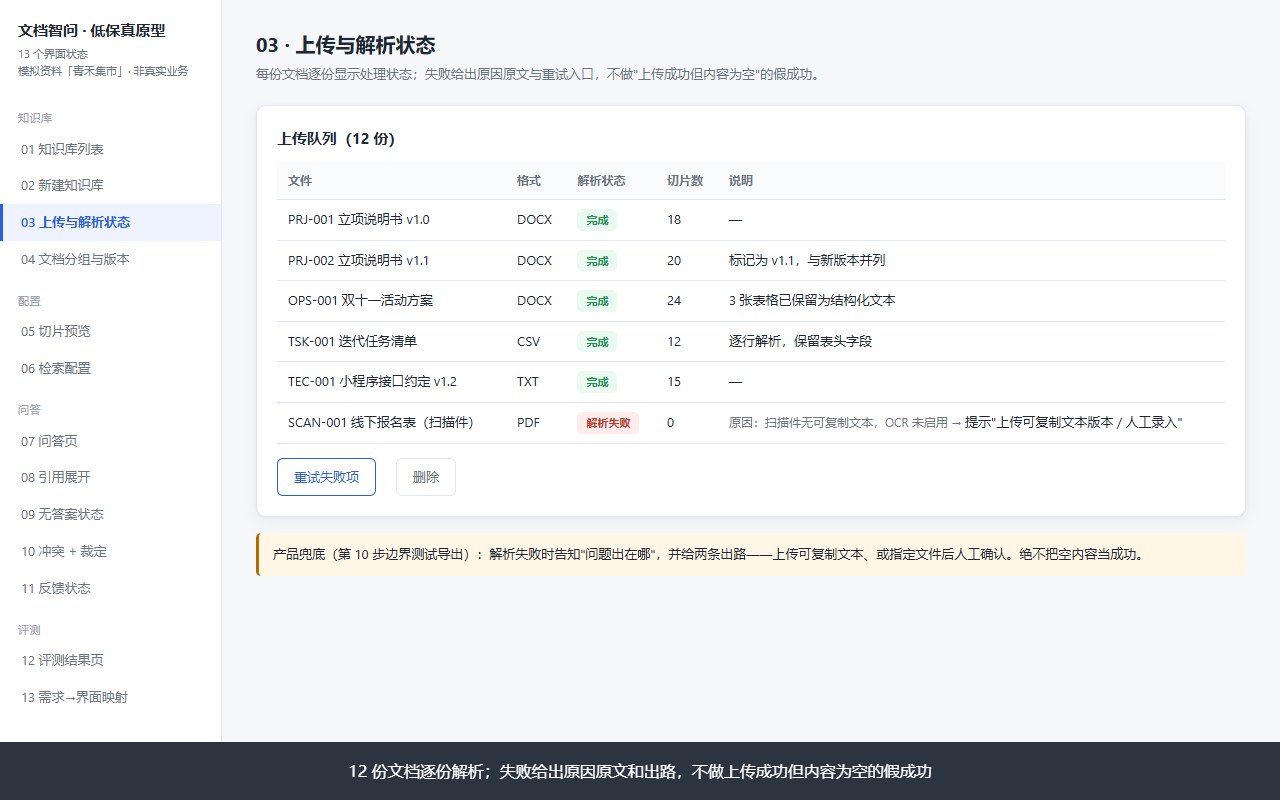 文档智问 · 低保真原型
13 个界面状态
模拟资料「青禾集市」· 非真实业务
知识库
01 知识库列表
02 新建知识库
03 上传与解析状态
04 文档分组与版本
配置
05 切片预览
06 检索配置
问答
07 问答页
08 引用展开
09 无答案状态
10 冲突 + 裁定
11 反馈状态
评测
12 评测结果页
13 需求→界面映射
03 · 上传与解析状态
每份文档逐份显示处理状态；失败给出原因原文与重试入口，不做"上传成功但内容为空"的假成功。
上传队列（12 份）
文件 格式 解析状态 切片数 说明
PRJ-001 立项说明书 v1.0 DOCX 完成 18 —
PRJ-002 立项说明书 v1.1 DOCX 完成 20 标记为 v1.1，与新版本并列
OPS-001 双十一活动方案 DOCX 完成 24 3 张表格已保留为结构化文本
TSK-001 迭代任务清单 CSV 完成 12 逐行解析，保留表头字段
TEC-001 小程序接口约定 v1.2 TXT 完成 15 —
SCAN-001 线下报名表（扫描件） PDF 解析失败 0 原因：扫描件无可复制文本，OCR 未启用 → 提示"上传可复制文本版本 / 人工录入"
重试失败项 删除
产品兜底（第 10 步边界测试导出）：解析失败时告知"问题出在哪"，并给两条出路——上传可复制文本、或指定文件后人工确认。绝不把空内容当成功。
12 份文档逐份解析；失败给出原因原文和出路，不做上传成功但内容为空的假成功